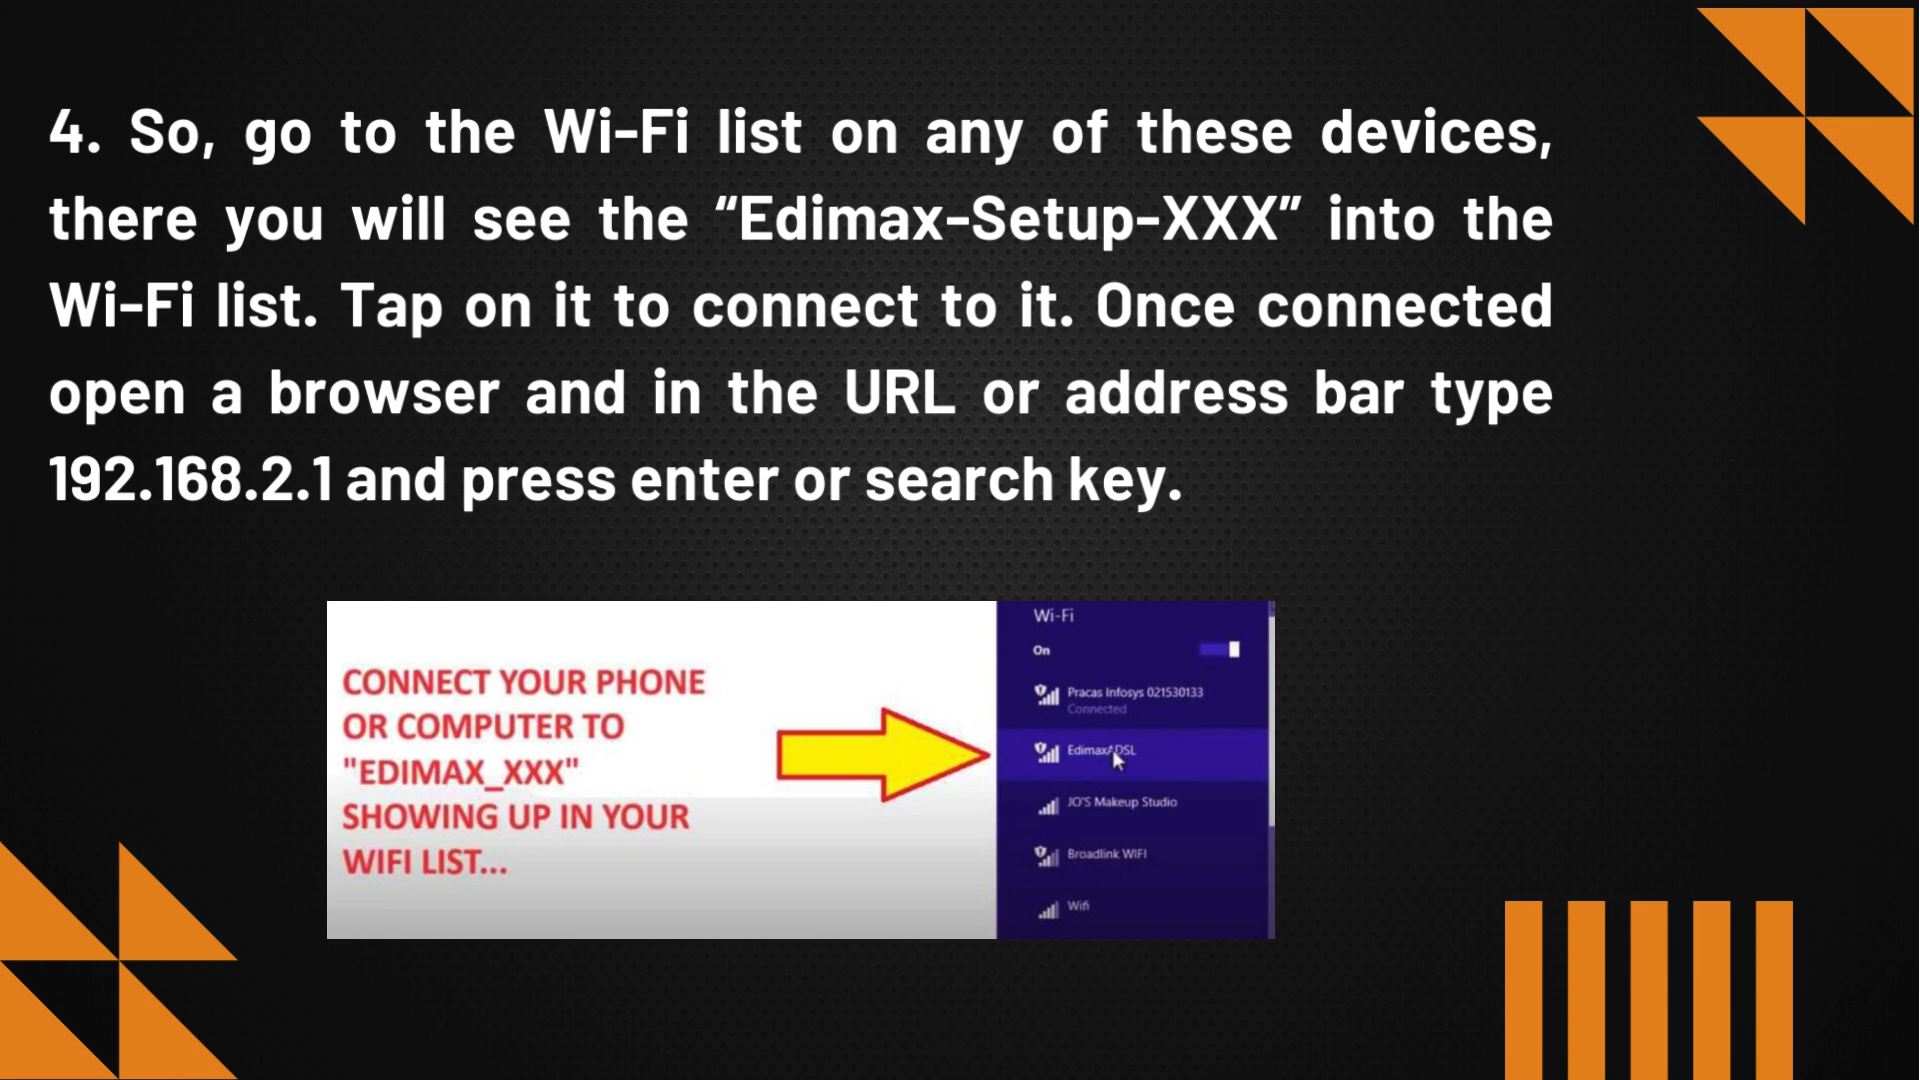 4. So, go to the Wi-Fi list on any of these devices,
there you will see the “Edimax-Setup-XXX” into the
Wi-Fi list. Tap on it to connect to it. Once connected
open a browser and in the URL or address bar type
192.168.2.1 and press enter or search key.
CONNECT YOUR PHONE
OR COMPUTER TO
"EDIMAX_XXX"
SHOWING UP IN YOUR
WIFI LIST...
Wi-Fi
On
Pracas Infosys 021530133
Connected
EdimaxADSL
JO'S Makeup Studio
Broadlink WIFI
Wifi